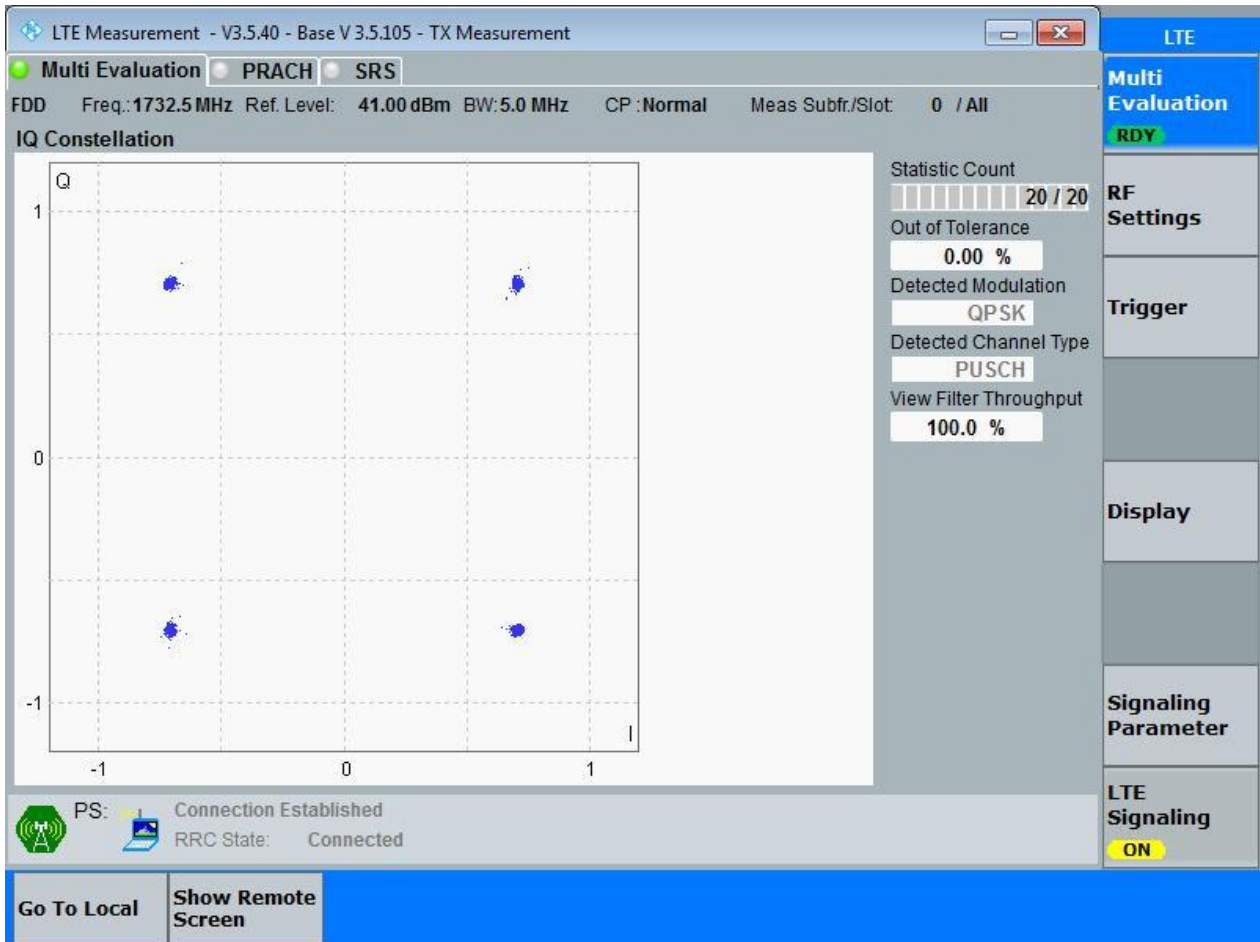 LTE Measurement - V3.5.40 - Base V 3.5.105 - TX Measurement
LTE
Multi Evaluation PRACH SRS
Multi
Evaluation
RDY
FDD Freq.: 1732.5 MHz Ref. Level: 41.00 dBm BW: 5.0 MHz CP : Normal Meas Subfr./Slot: 0 / All
IQ Constellation
Q
1
0
-1
-1 0 1
I
Statistic Count
20 / 20
Out of Tolerance
0.00 %
Detected Modulation
QPSK
Detected Channel Type
PUSCH
View Filter Throughput
100.0 %
RF
Settings
Trigger
Display
Signaling
Parameter
LTE
Signaling
ON
PS: Connection Established
RRC State: Connected
Go To Local
Show Remote
Screen